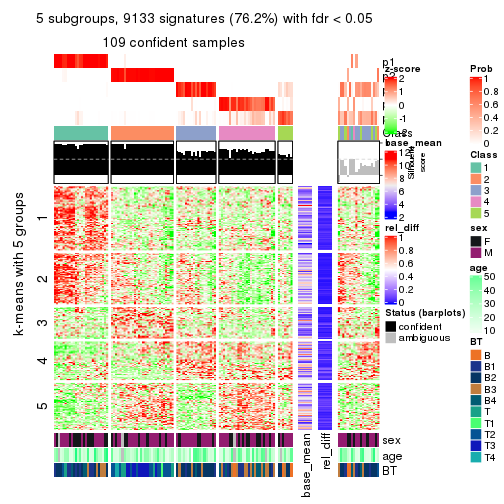 5 subgroups, 9133 signatures (76.2%) with fdr < 0.05
109 confident samples
p1
p2
Class
Silhouette
score
k-means with 5 groups
1
2
3
4
5
base_mean
rel_diff
sex
age
BT
z-score
2
1
0
-1
-2
base_mean
12
10
8
6
4
2
rel_diff
1
0.8
0.6
0.4
0.2
0
Status (barplots)
confident
ambiguous
Prob
1
0.8
0.6
0.4
0.2
0
Class
1
2
3
4
5
sex
F
M
age
50
40
30
20
10
BT
B
B1
B2
B3
B4
T
T1
T2
T3
T4